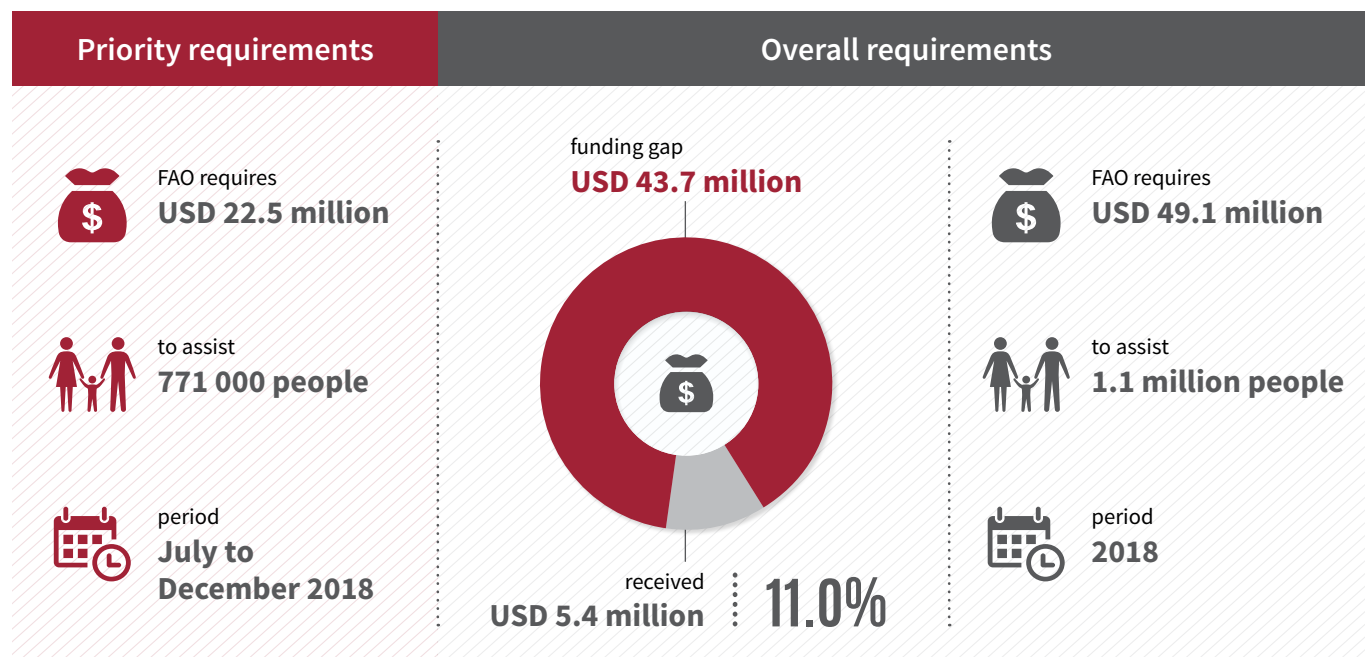 Priority requirements
Overall requirements
FAO requires
USD 22.5 million
to assist
771 000 people
period
July to
December 2018
funding gap
USD 43.7 million
$
$
$
received
USD 5.4 million
11.0%
FAO requires
USD 49.1 million
to assist
1.1 million people
period
2018